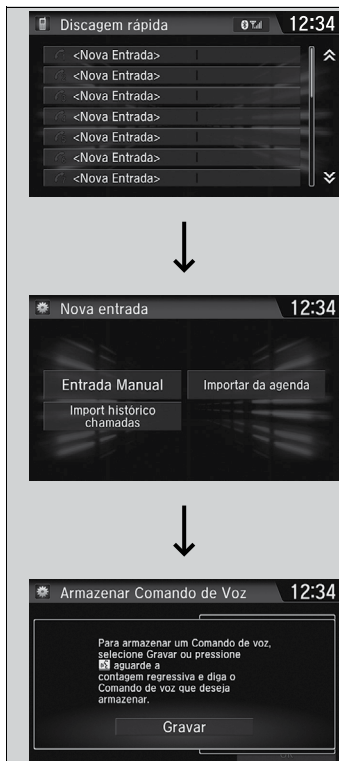 Discagem rápida
12:34
<Nova Entrada>
<Nova Entrada>
<Nova Entrada>
<Nova Entrada>
<Nova Entrada>
<Nova Entrada>
<Nova Entrada>
Nova entrada
12:34
Entrada Manual
Importar da agenda
Import histórico
chamadas
Armazenar Comando de Voz
12:34
Para armazenar um Comando de voz,
selecione Gravar ou pressione
aguarde a
contagem regressiva e diga o
Comando de voz que deseja
armazenar.
Gravar